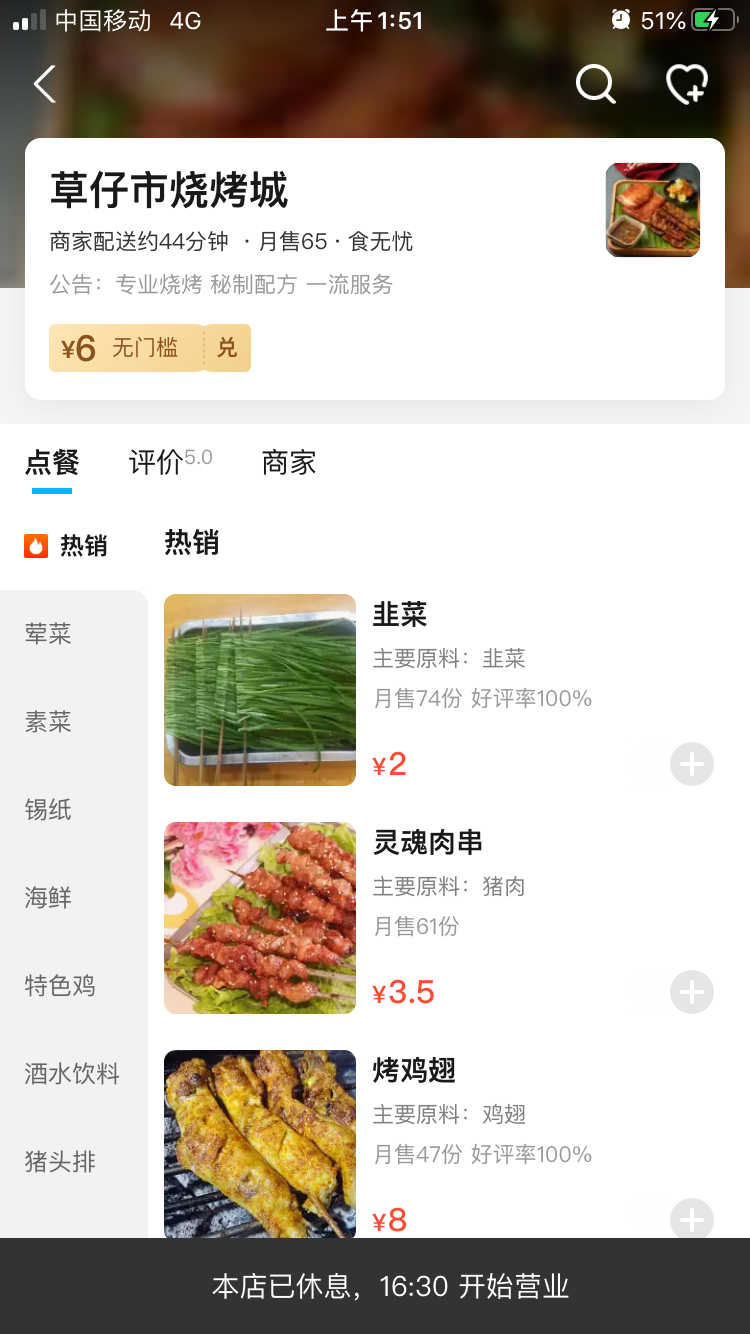 中国移动 4G 上午1:51 51%
草仔市烧烤城
商家配送约44分钟 · 月售65 · 食无忧
公告：专业烧烤 秘制配方 一流服务
¥6 无门槛 兑
点餐 评价5.0 商家
热销
荤菜
素菜
锡纸
海鲜
特色鸡
酒水饮料
猪头排
热销
韭菜
主要原料：韭菜
月售74份 好评率100%
¥2
灵魂肉串
主要原料：猪肉
月售61份
¥3.5
烤鸡翅
主要原料：鸡翅
月售47份 好评率100%
¥8
本店已休息，16:30 开始营业